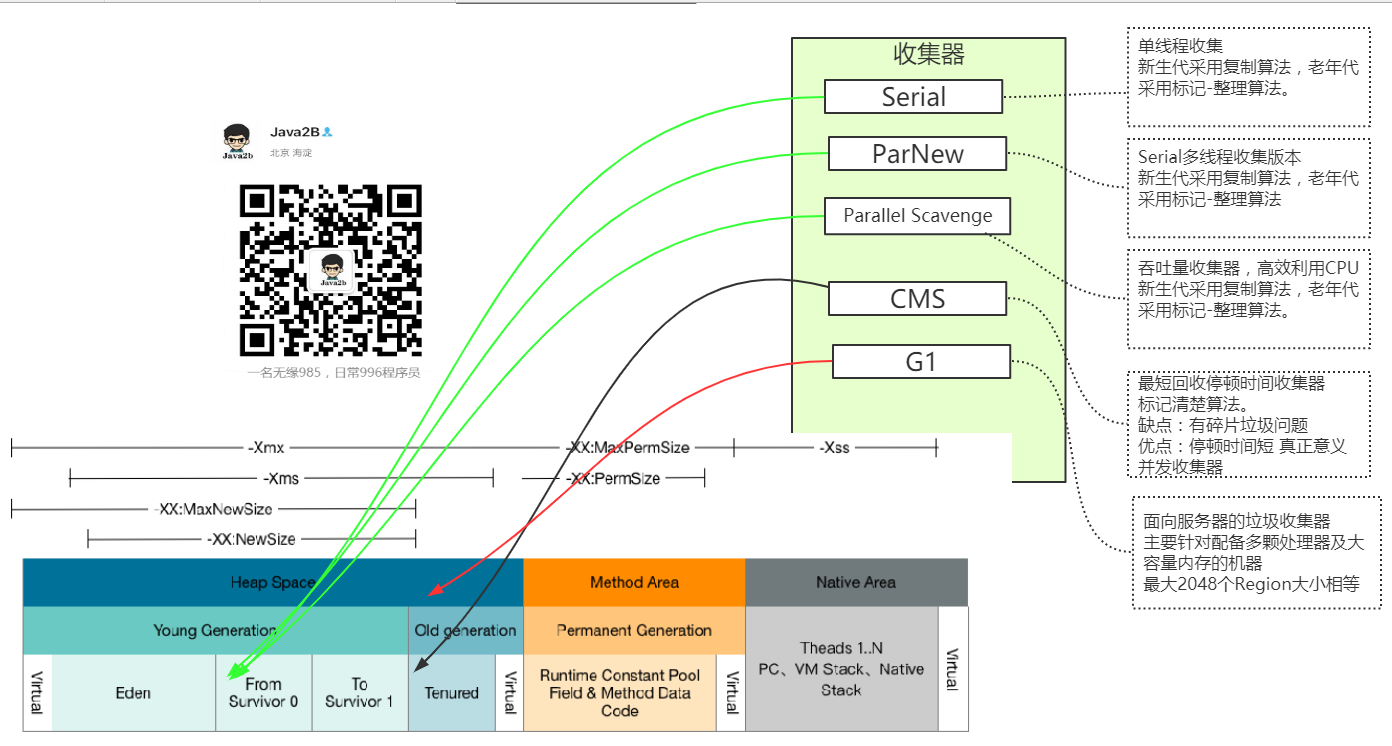 Java2B
北京 海淀
Java2b
Java2b
一名无缘985，日常996程序员
收集器
Serial
ParNew
Parallel Scavenge
CMS
G1
单线程收集
新生代采用复制算法，老年代
采用标记-整理算法。
Serial多线程收集版本
新生代采用复制算法，老年代
采用标记-整理算法
吞吐量收集器，高效利用CPU
新生代采用复制算法，老年代
采用标记-整理算法。
最短回收停顿时间收集器
标记清楚算法。
缺点：有碎片垃圾问题
优点：停顿时间短 真正意义
并发收集器
面向服务器的垃圾收集器
主要针对配备多颗处理器及大
容量内存的机器
最大2048个Region大小相等
-Xmx
-XX:MaxPermSize
-Xss
-Xms
-XX:PermSize
-XX:MaxNewSize
-XX:NewSize
Heap Space
Method Area
Native Area
Young Generation
Old generation
Permanent Generation
Virtual
Eden
From
Survivor 0
To
Survivor 1
Tenured
Virtual
Runtime Constant Pool
Field & Method Data
Code
Virtual
Theads 1..N
PC、VM Stack、Native
Stack
Virtual